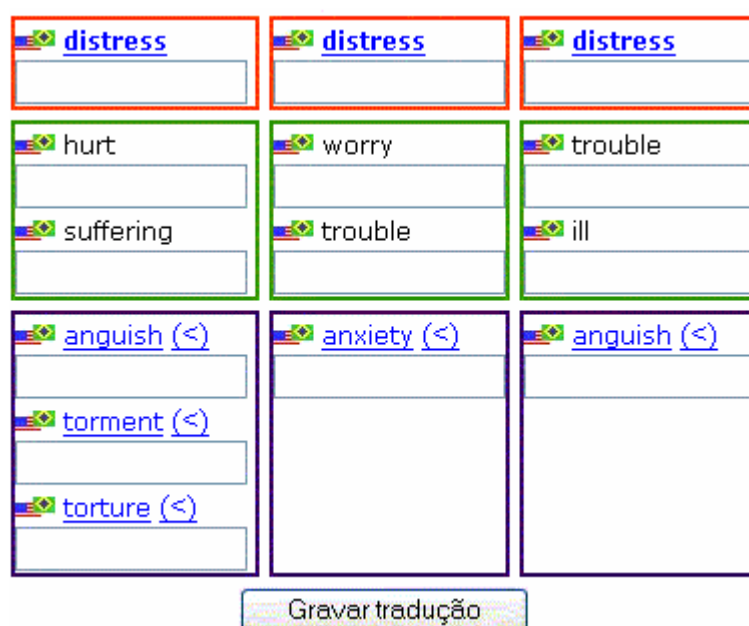 distress distress distress
hurt worry trouble
suffering trouble ill
anguish (<) anxiety (<) anguish (<)
torment (<)
torture (<)
Gravar tradução